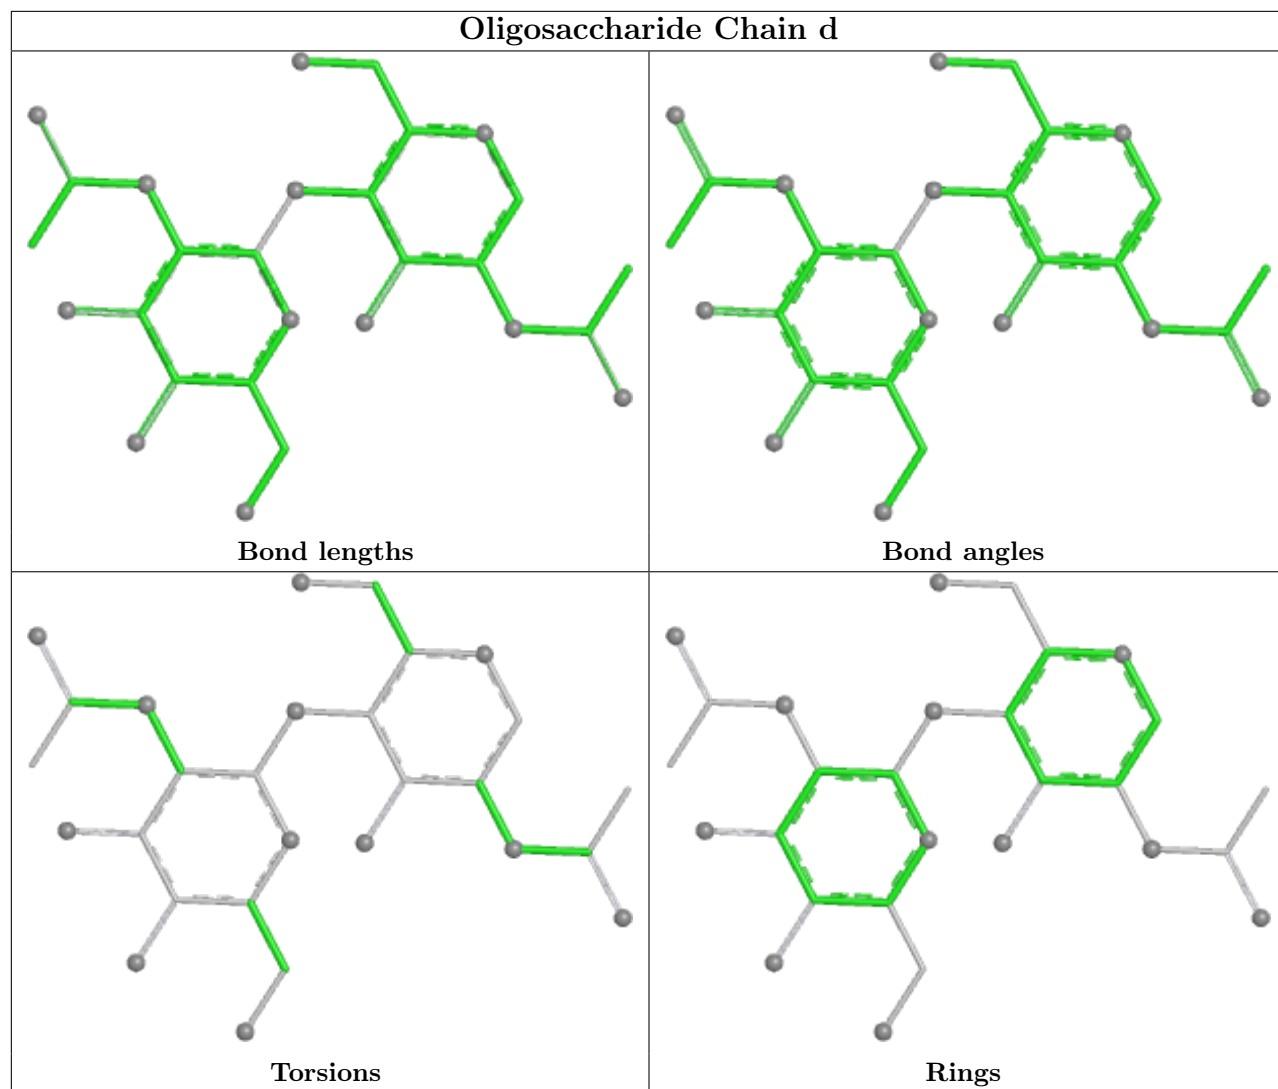 Oligosaccharide Chain d
Bond lengths
Bond angles
Torsions
Rings